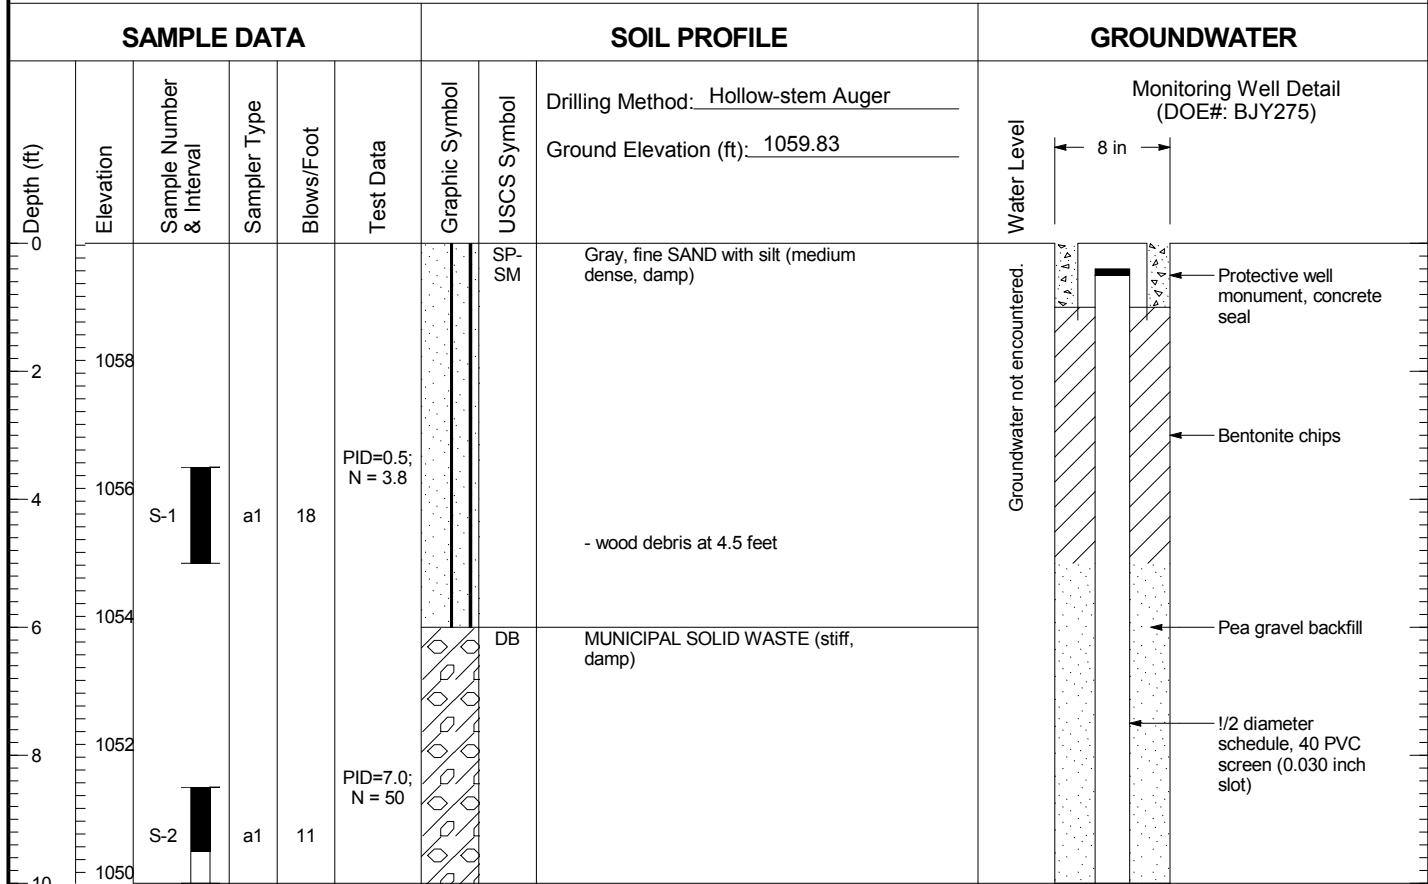 SAMPLE DATA
SOIL PROFILE
GROUNDWATER
Depth (ft)
Elevation
Sample Number
& Interval
Sampler Type
Blows/Foot
Test Data
Graphic Symbol
USCS Symbol
Drilling Method: Hollow-stem Auger
Ground Elevation (ft): 1059.83
Water Level
Monitoring Well Detail
(DOE#: BJY275)
8 in
0
SP-
SM
Gray, fine SAND with silt (medium
dense, damp)
Groundwater not encountered.
Protective well
monument, concrete
seal
1058
2
Bentonite chips
PID=0.5;
N = 3.8
1056
4
S-1
a1
18
- wood debris at 4.5 feet
1054
6
DB
MUNICIPAL SOLID WASTE (stiff,
damp)
Pea gravel backfill
!/2 diameter
schedule, 40 PVC
screen (0.030 inch
slot)
1052
8
PID=7.0;
N = 50
S-2
a1
11
1050
10